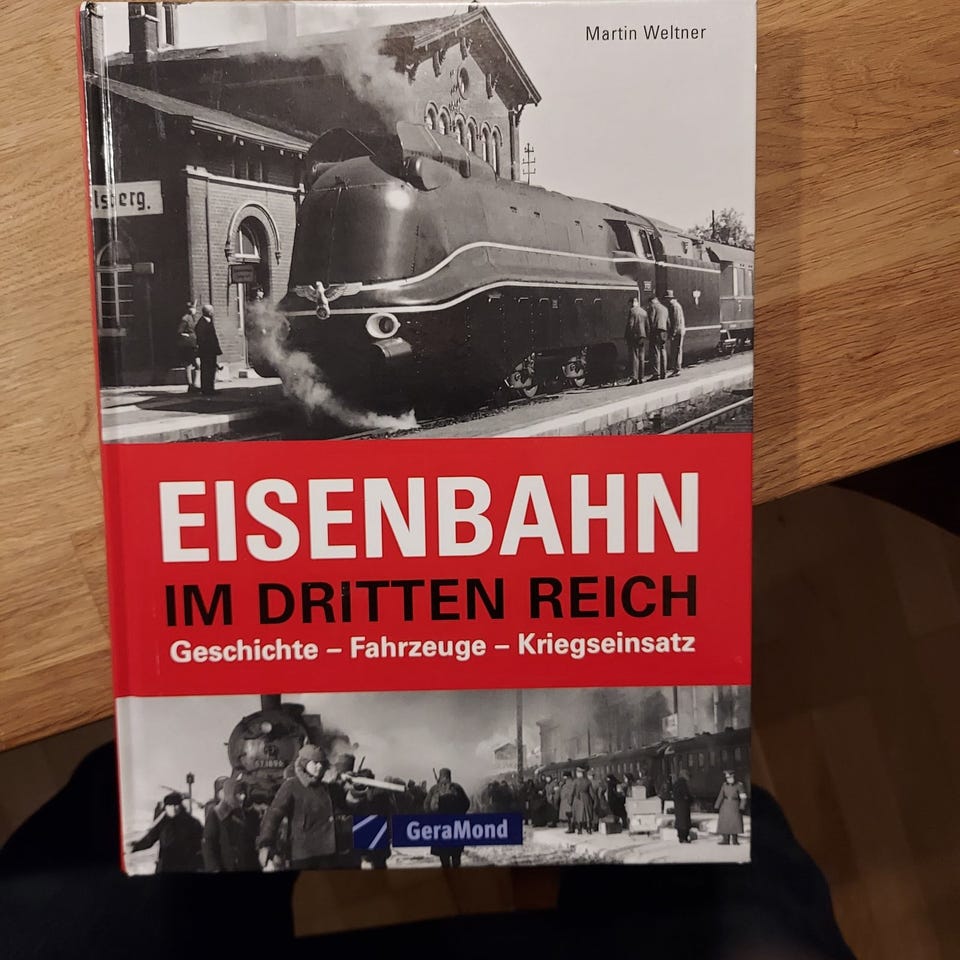 Martin Weltner
lsberg.
EISENBAHN
IM DRITTEN REICH
Geschichte – Fahrzeuge – Kriegseinsatz
GeraMond